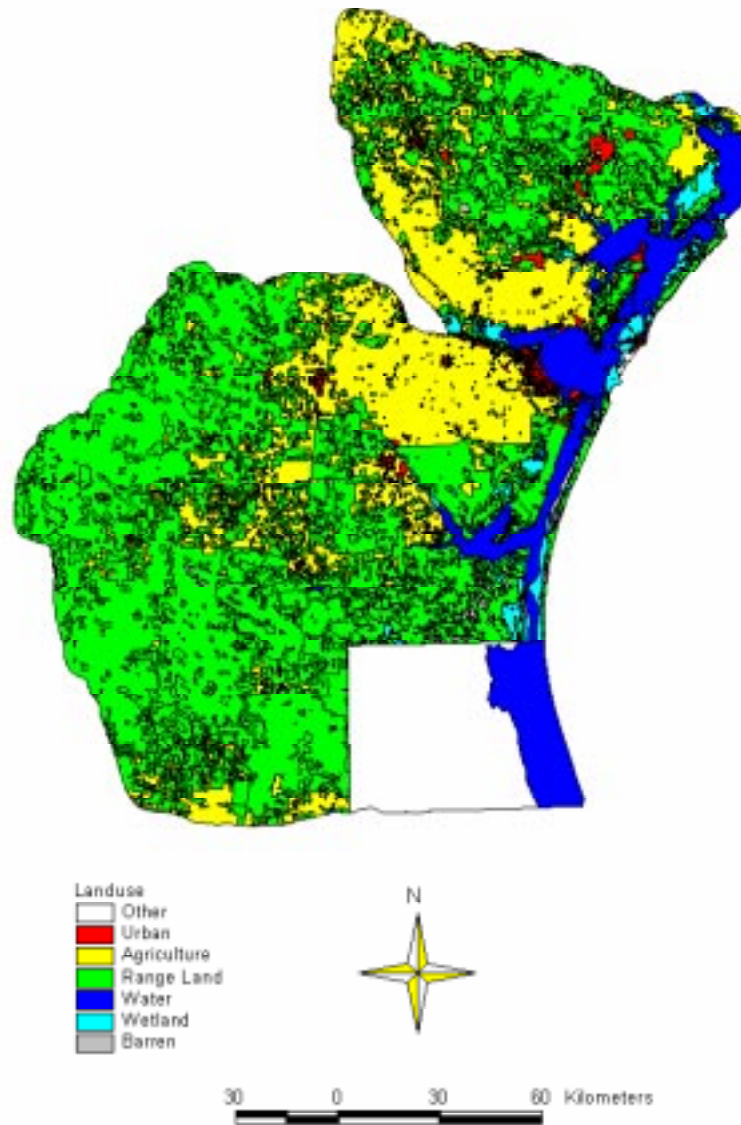 Landuse
Other
Urban
Agriculture
Range Land
Water
Wetland
Barren
N
30 0 30 60 Kilometers